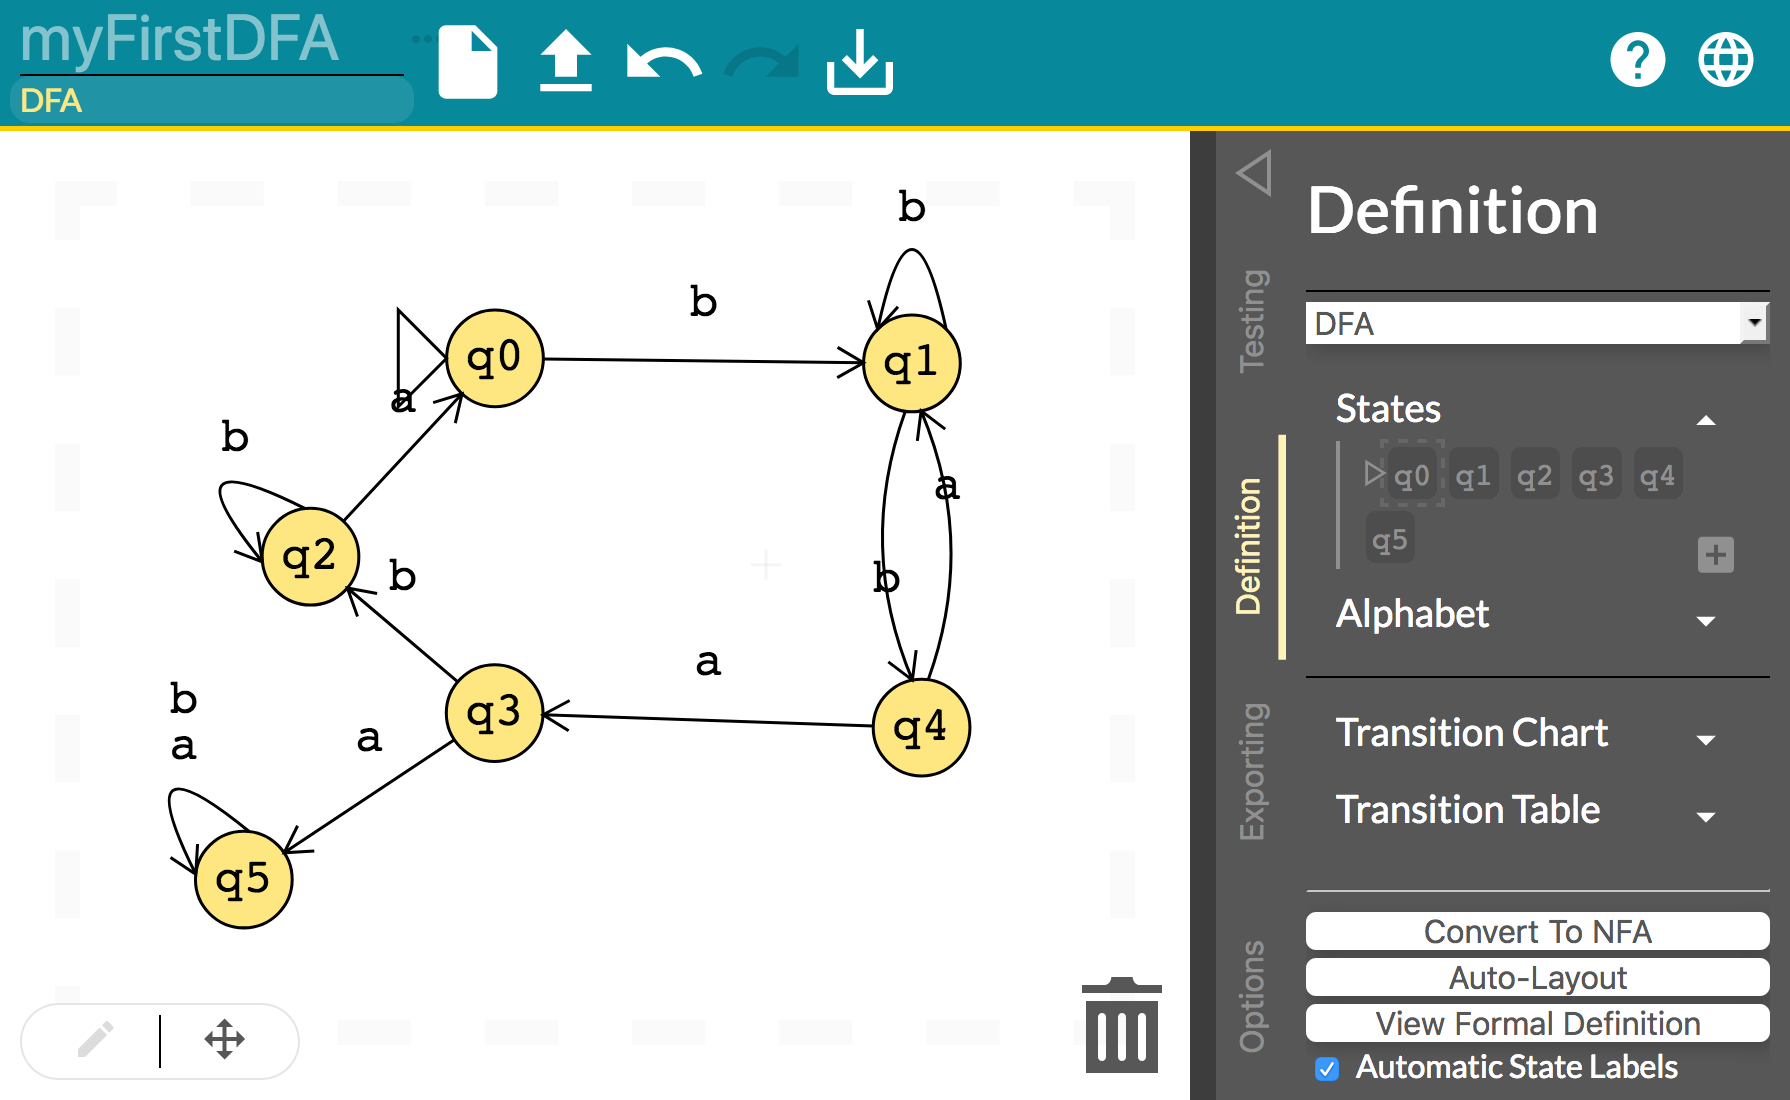 myFirstDFA
DFA
b
b
q0
q1
a
b
a
q2
b
b
a
b
q3
q4
a
a
q5
Testing
Definition
Exporting
Options
Definition
DFA
States
q0 q1 q2 q3 q4
q5
Alphabet
Transition Chart
Transition Table
Convert To NFA
Auto-Layout
View Formal Definition
Automatic State Labels